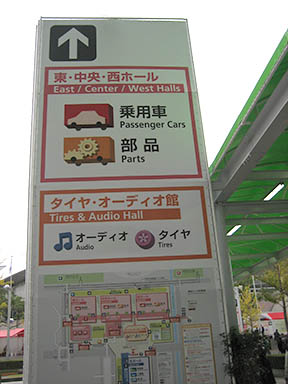 東・中央・西ホール
East / Center / West Halls
乗用車
Passenger Cars
部品
Parts
タイヤ・オーディオ館
Tires & Audio Hall
オーディオ
Audio
タイヤ
Tires